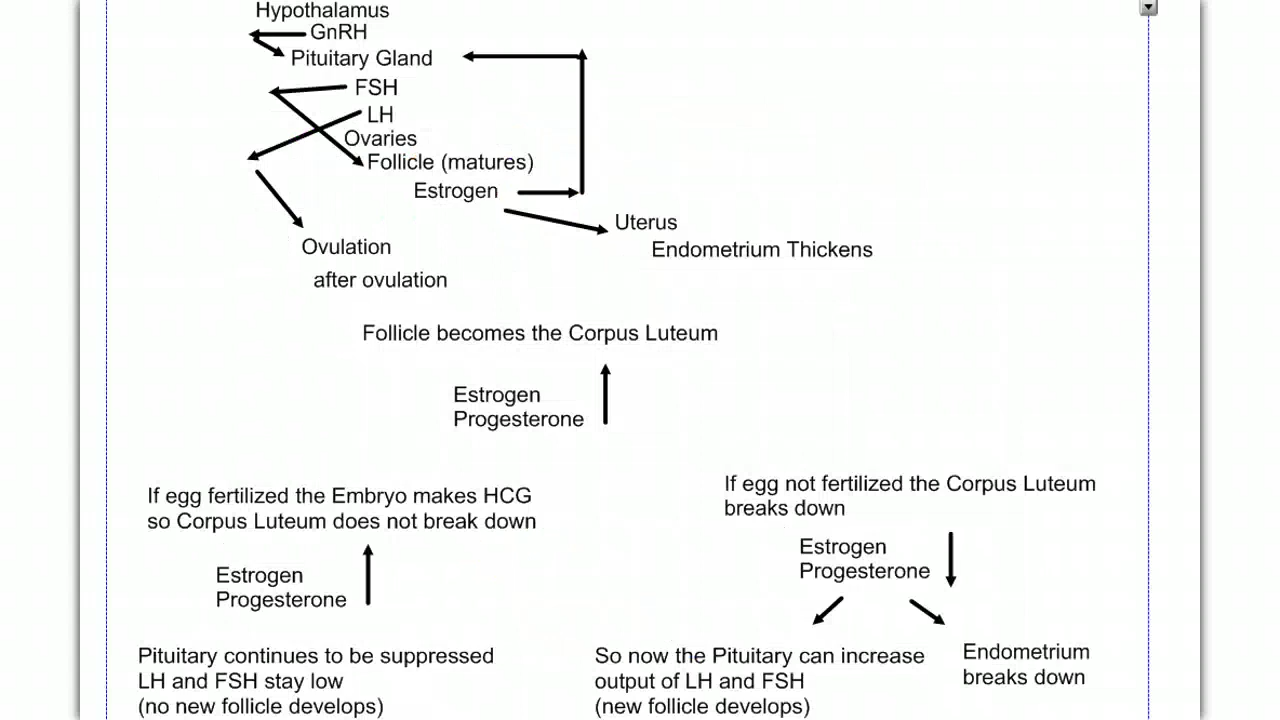 Hypothalamus
GnRH
Pituitary Gland
FSH
LH
Ovaries
Follicle (matures)
Estrogen
Uterus
Endometrium Thickens
Ovulation
after ovulation
Follicle becomes the Corpus Luteum
Estrogen
Progesterone
If egg fertilized the Embryo makes HCG
so Corpus Luteum does not break down
Estrogen
Progesterone
Pituitary continues to be suppressed
LH and FSH stay low
(no new follicle develops)
If egg not fertilized the Corpus Luteum
breaks down
Estrogen
Progesterone
So now the Pituitary can increase
output of LH and FSH
(new follicle develops)
Endometrium
breaks down